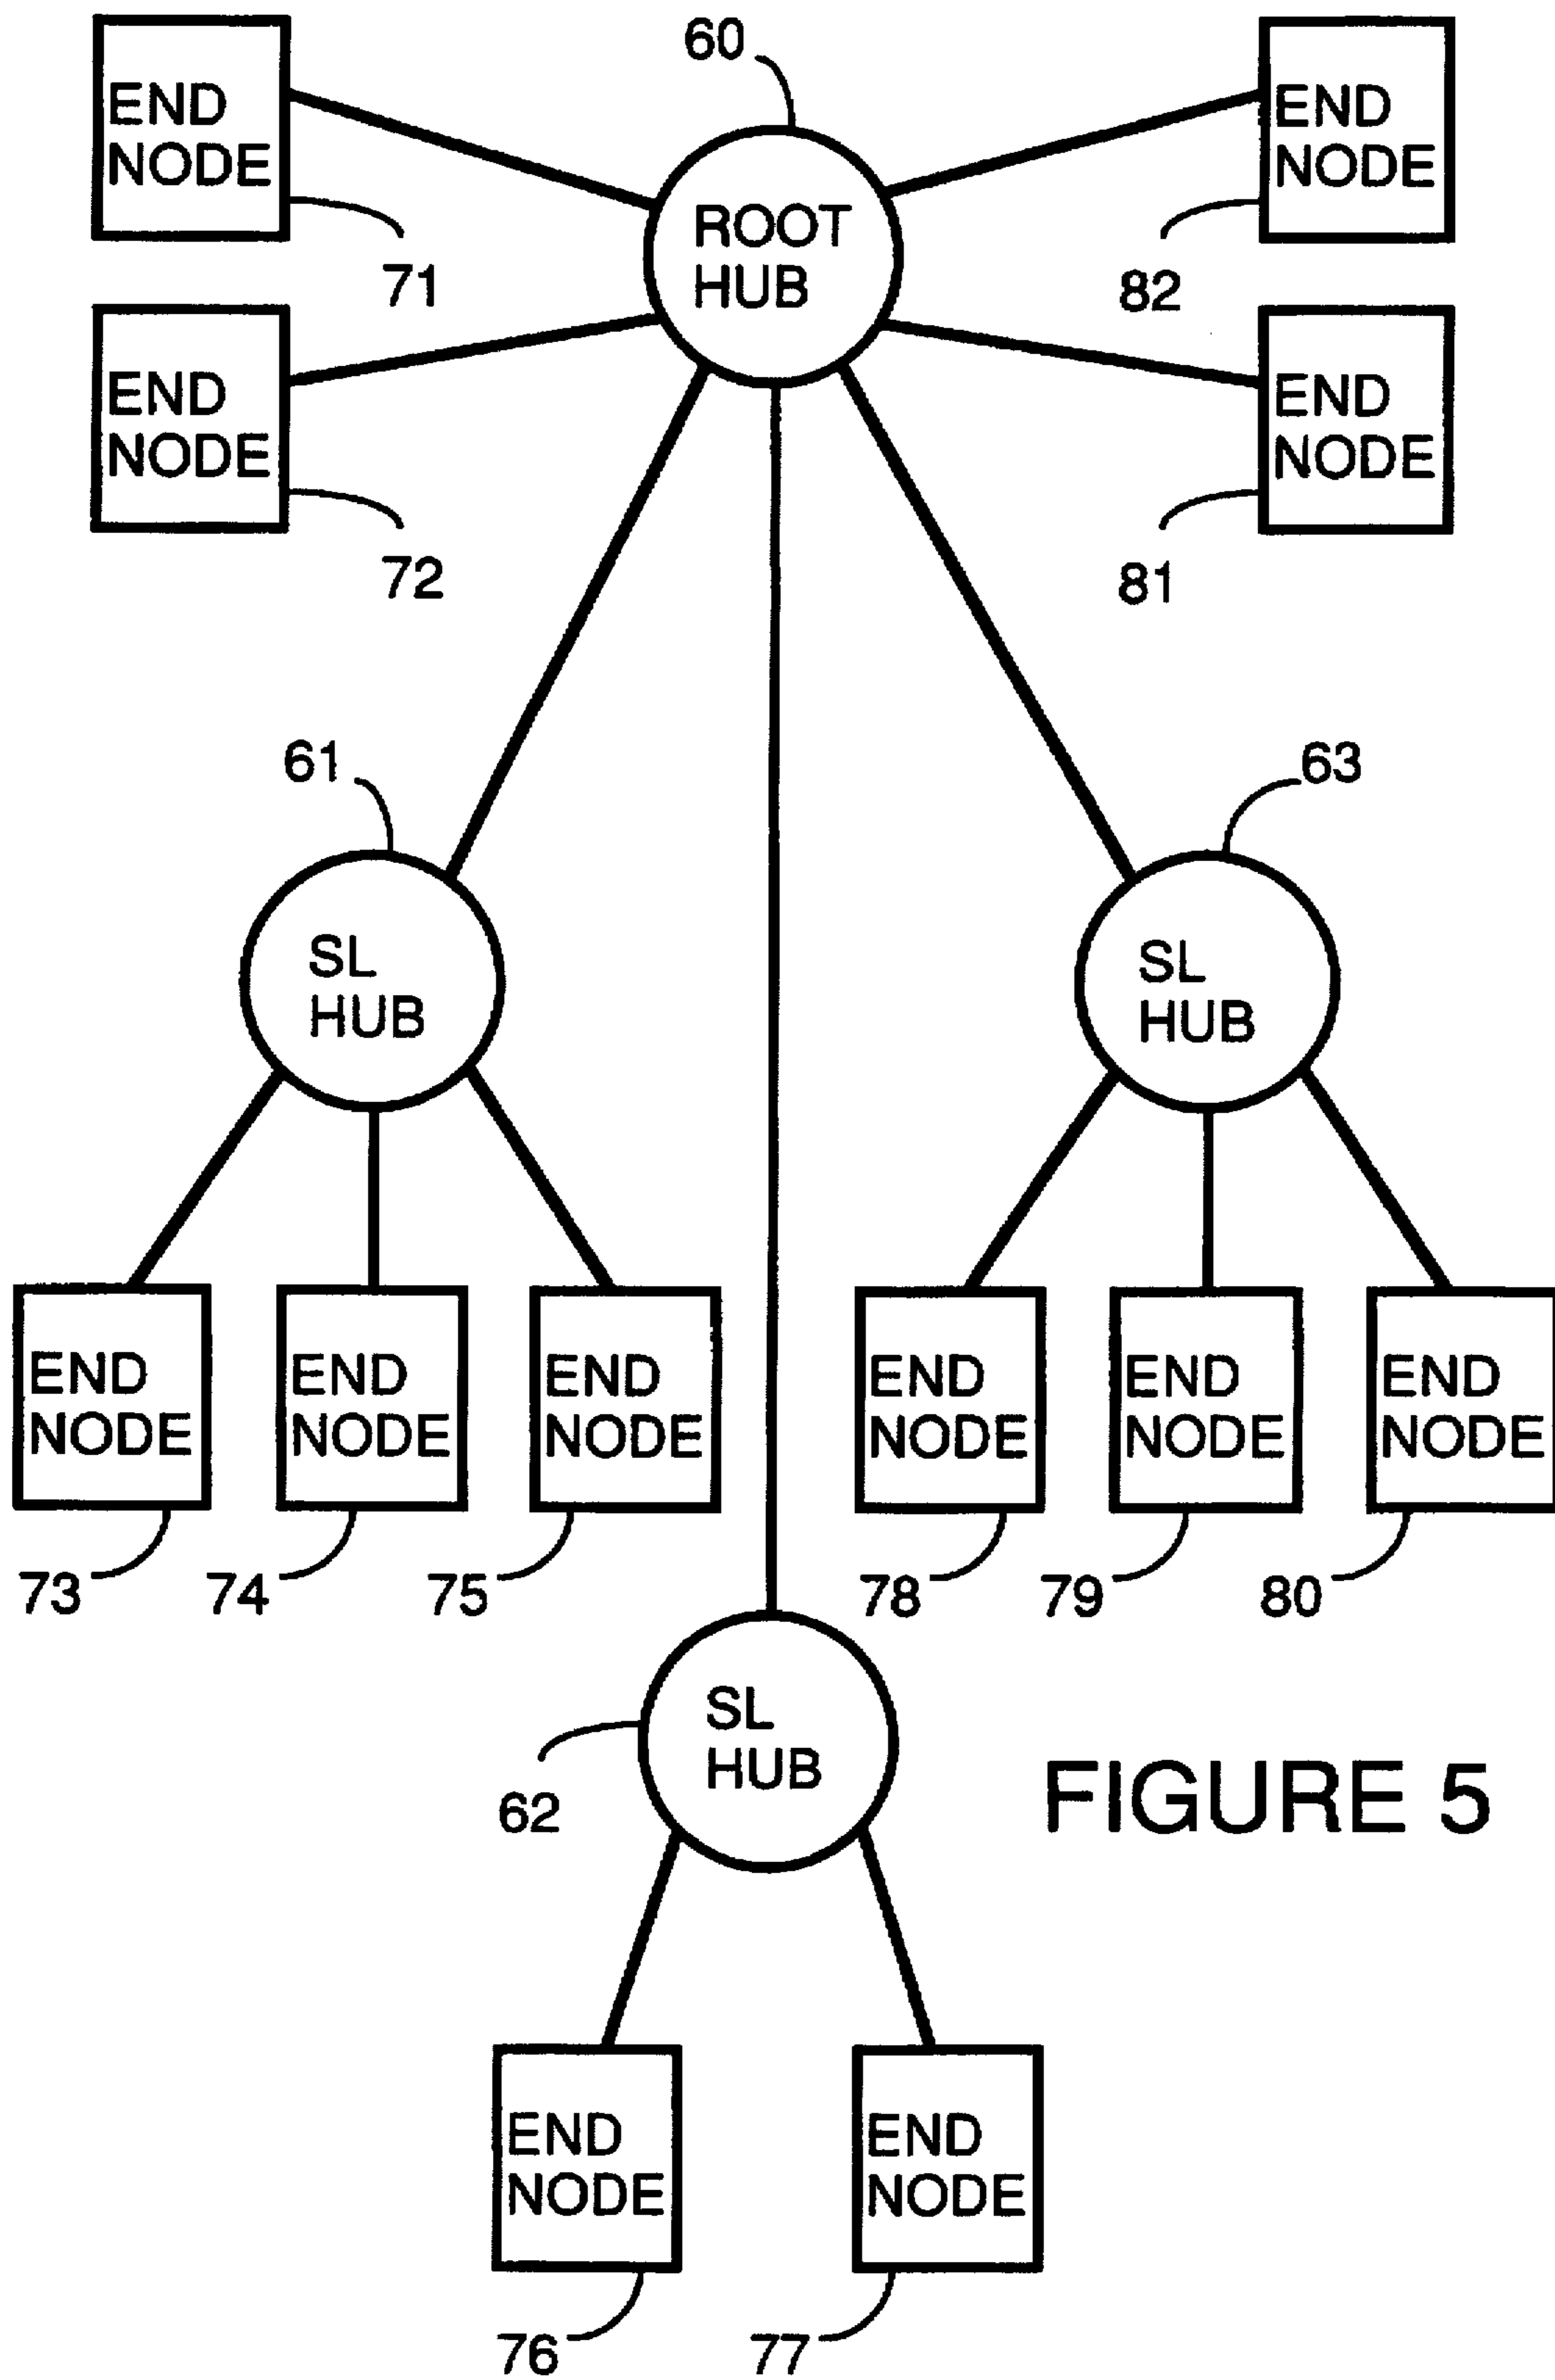 60
END
NODE
71
ROOT
HUB
END
NODE
82
END
NODE
72
END
NODE
81
61
63
SL
HUB
SL
HUB
END
NODE
END
NODE
END
NODE
END
NODE
END
NODE
END
NODE
73
74
75
78
79
80
SL
HUB
62
FIGURE 5
END
NODE
END
NODE
76
77